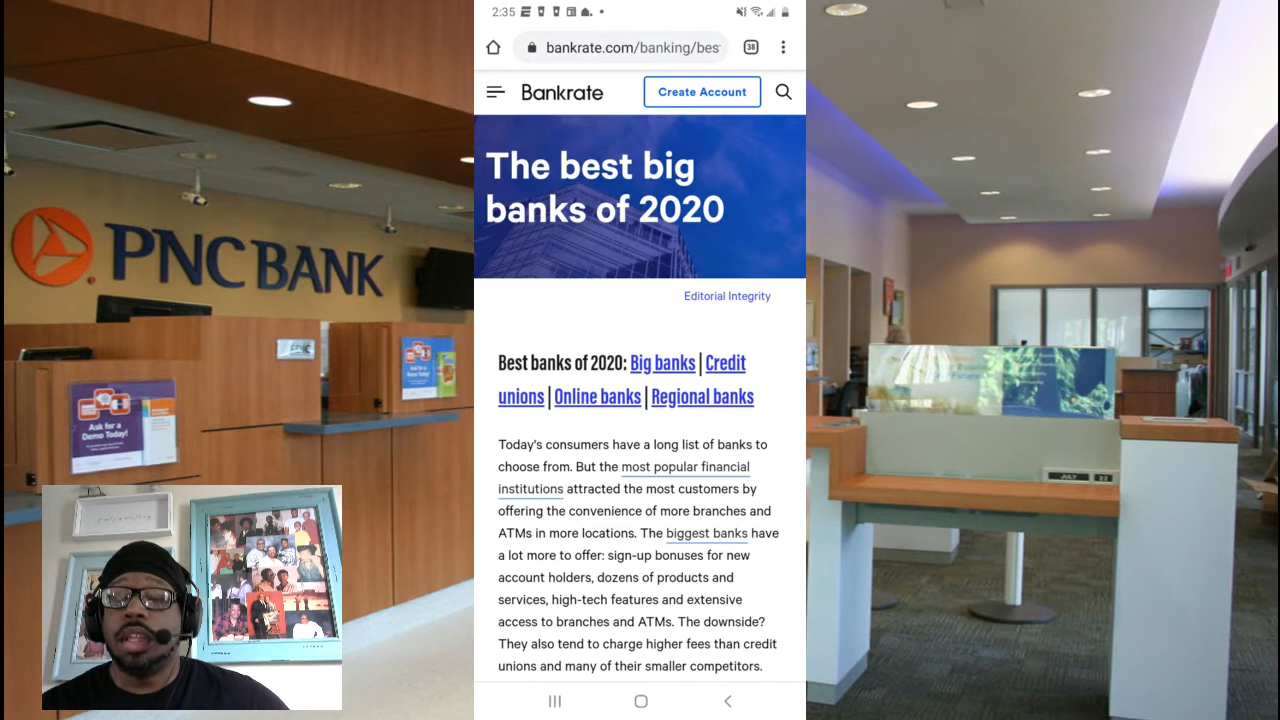 PNC BANK
PNC
Ask for a
Demo Today!
2:35
38
bankrate.com/banking/bes
Bankrate
Create Account
The best big
banks of 2020
Editorial Integrity
Best banks of 2020: Big banks | Credit
unions | Online banks | Regional banks
Today's consumers have a long list of banks to
choose from. But the most popular financial
institutions attracted the most customers by
offering the convenience of more branches and
ATMs in more locations. The biggest banks have
a lot more to offer: sign-up bonuses for new
account holders, dozens of products and
services, high-tech features and extensive
access to branches and ATMs. The downside?
They also tend to charge higher fees than credit
unions and many of their smaller competitors.
JULY 22